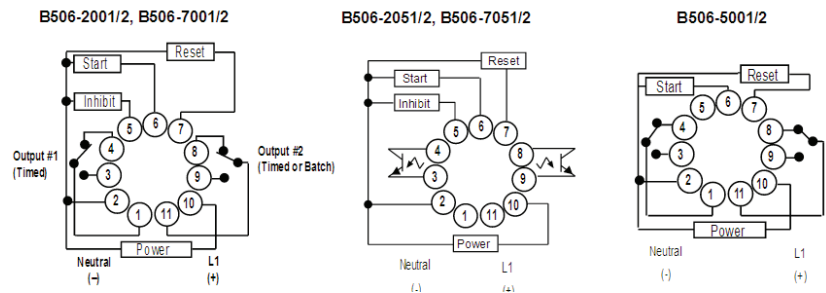 B506-2001/2, B506-7001/2
Reset
Start
Inhibit
5
6
7
4
8
Output #1
(Timed)
Output #2
(Timed or Batch)
3
9
2
10
1
11
Power
Neutral
(−)
L1
(+)
B506-2051/2, B506-7051/2
Reset
Start
Inhibit
5
6
7
4
8
3
9
2
10
1
11
Power
Neutral
(-)
L1
(+)
B506-5001/2
Reset
Start
6
5
7
4
8
3
9
2
10
1
11
Power
Neutral
(-)
L1
(+)